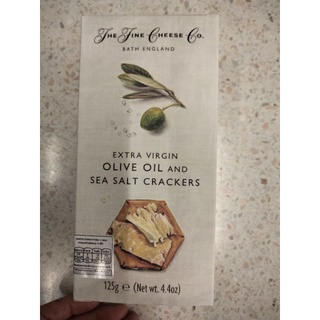 The Fine Cheese Co.
BATH ENGLAND
EXTRA VIRGIN
OLIVE OIL AND
SEA SALT CRACKERS
125g e (Net wt. 4.4oz)